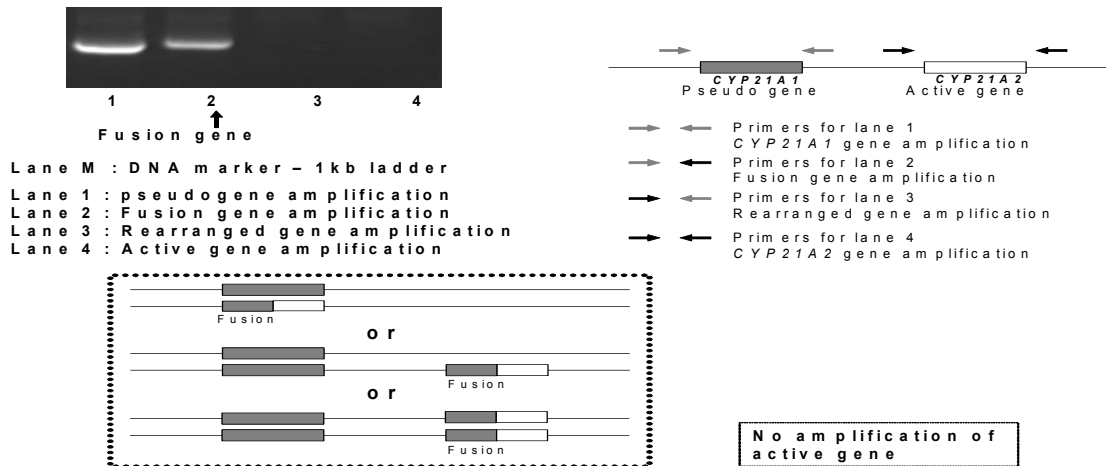 1 2 3 4
Fusion gene
Lane M : DNA marker – 1kb ladder
Lane 1 : pseudogene amplification
Lane 2 : Fusion gene amplification
Lane 3 : Rearranged gene amplification
Lane 4 : Active gene amplification
CYP21A1 CYP21A2
Pseudo gene Active gene
Primers for lane 1
CYP21A1 gene amplification
Primers for lane 2
Fusion gene amplification
Primers for lane 3
Rearranged gene amplification
Primers for lane 4
CYP21A2 gene amplification
Fusion
or
Fusion
or
Fusion
No amplification of
active gene